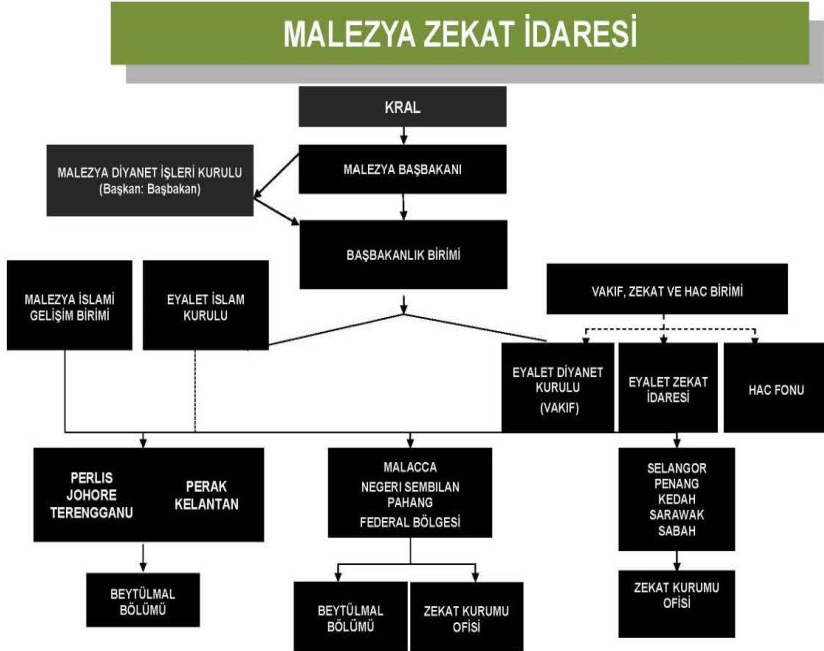 MALEZYA ZEKAT İDARESİ
KRAL
MALEZYA DİYANET İŞLERİ KURULU
(Başkan: Başbakan)
MALEZYA BAŞBAKANI
BAŞBAKANLIK BİRİMİ
MALEZYA İSLAMİ
GELİŞİM BİRİMİ
EYALET İSLAM
KURULU
VAKIF, ZEKAT VE HAC BİRİMİ
EYALET DİYANET
KURULU
(VAKIF)
EYALET ZEKAT
İDARESİ
HAC FONU
PERLIS
JOHORE
TERENGGANU
PERAK
KELANTAN
MALACCA
NEGERI SEMBILAN
PAHANG
FEDERAL BÖLGESİ
SELANGOR
PENANG
KEDAH
SARAWAK
SABAH
BEYTÜLMAL
BÖLÜMÜ
BEYTÜLMAL
BÖLÜMÜ
ZEKAT KURUMU
OFİSİ
ZEKAT KURUMU
OFİSİ